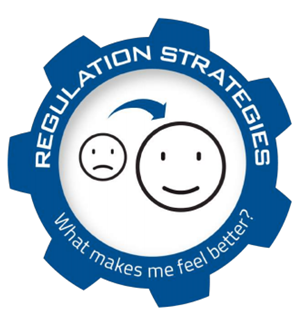 REGULATION STRATEGIES
What makes me feel better?